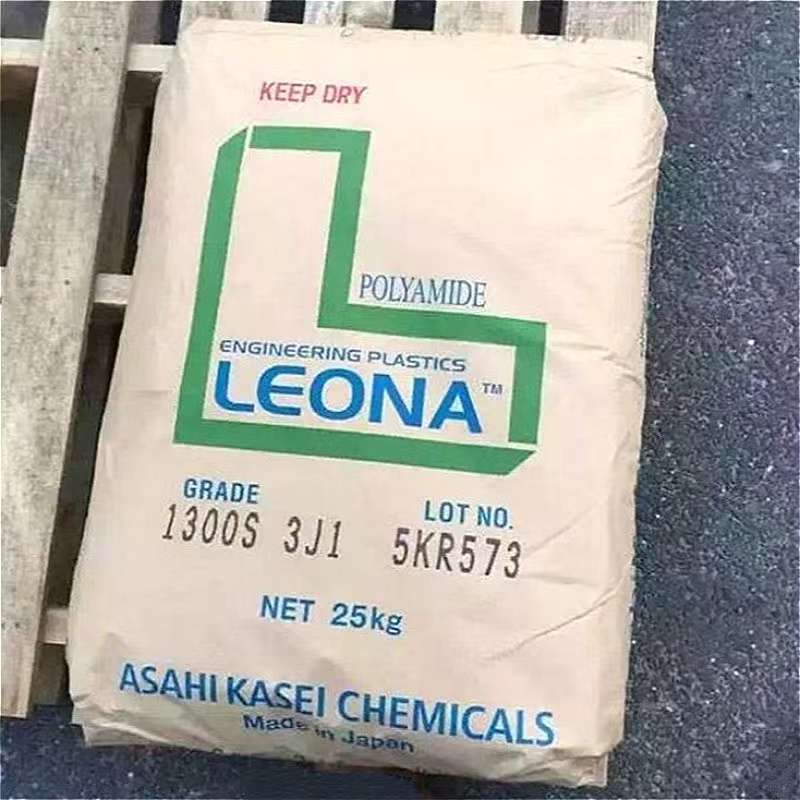 KEEP DRY
POLYAMIDE
ENGINEERING PLASTICS
LEONA™
GRADE
LOT NO.
1300S 3J1 5KR573
NET 25kg
ASAHI KASEI CHEMICALS
Made in Japan